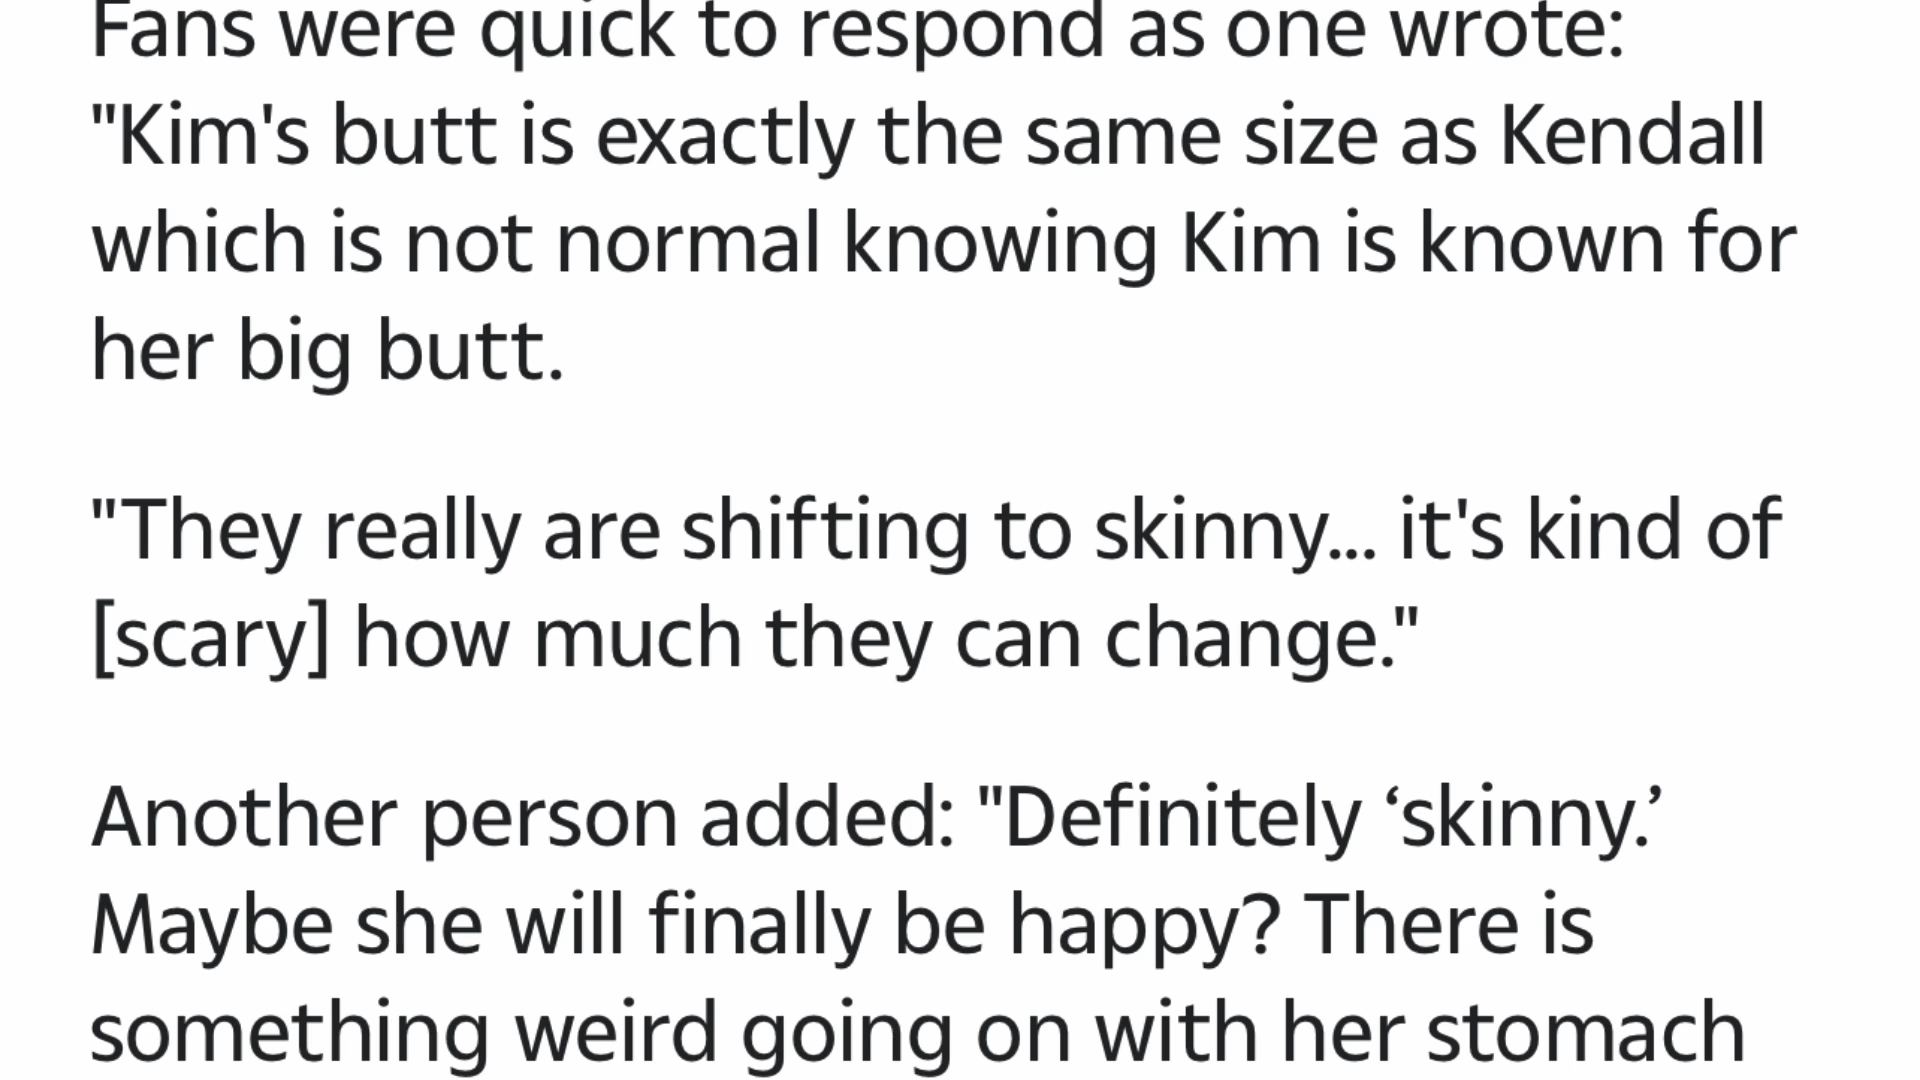 Fans were quick to respond as one wrote:
"Kim's butt is exactly the same size as Kendall
which is not normal knowing Kim is known for
her big butt.
"They really are shifting to skinny... it's kind of
[scary] how much they can change."
Another person added: "Definitely ‘skinny.’
Maybe she will finally be happy? There is
something weird going on with her stomach